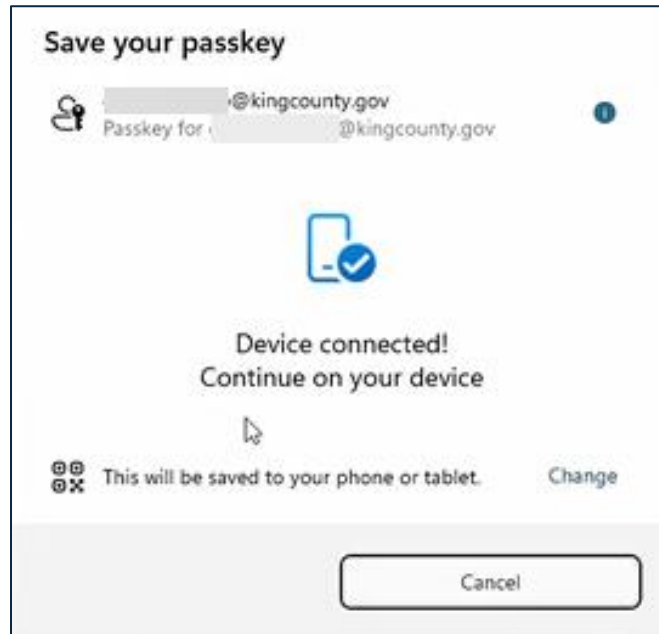 Save your passkey
@kingcounty.gov
Passkey for @kingcounty.gov
Device connected!
Continue on your device
This will be saved to your phone or tablet. Change
Cancel